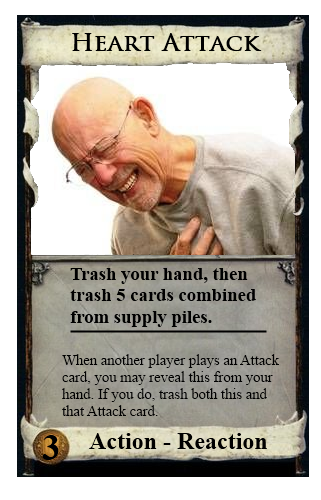 Heart Attack
Trash your hand, then
trash 5 cards combined
from supply piles.
When another player plays an Attack
card, you may reveal this from your
hand. If you do, trash both this and
that Attack card.
3 Action - Reaction